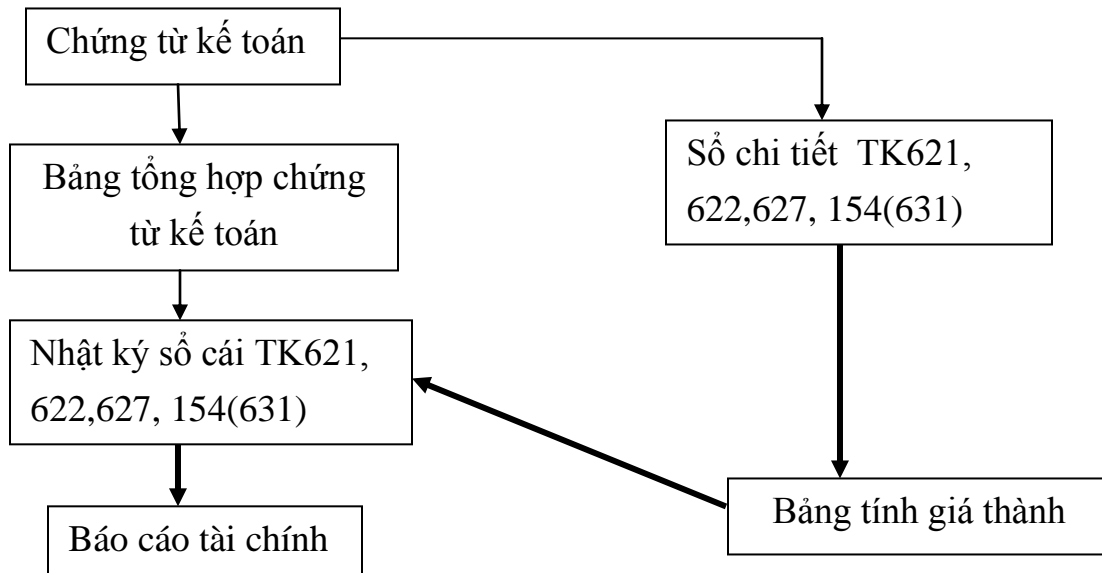 Chứng từ kế toán
Bảng tổng hợp chứng
từ kế toán
Sổ chi tiết TK621,
622,627, 154(631)
Nhật ký sổ cái TK621,
622,627, 154(631)
Bảng tính giá thành
Báo cáo tài chính